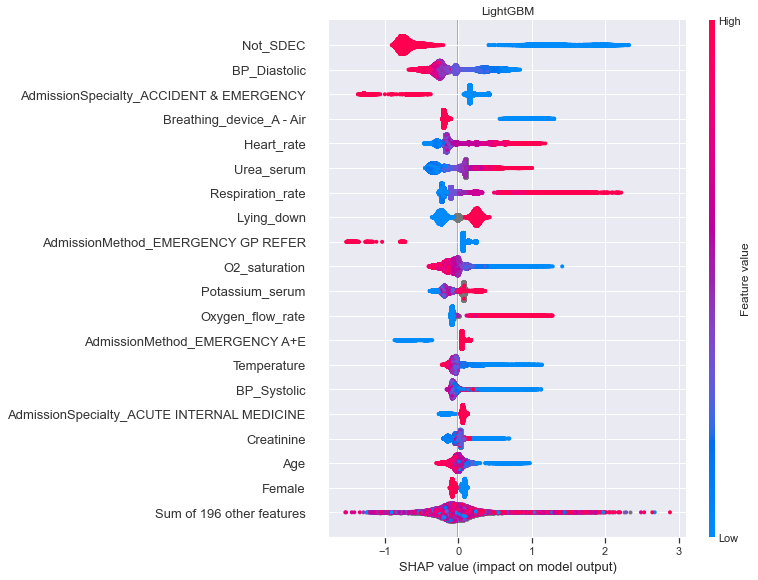 LightGBM
High
Not_SDEC
BP_Diastolic
AdmissionSpecialty_ACCIDENT & EMERGENCY
Breathing_device_A - Air
Heart_rate
Urea_serum
Respiration_rate
Lying_down
AdmissionMethod_EMERGENCY GP REFER
O2_saturation
Potassium_serum
Oxygen_flow_rate
AdmissionMethod_EMERGENCY A+E
Temperature
BP_Systolic
AdmissionSpecialty_ACUTE INTERNAL MEDICINE
Creatinine
Age
Female
Sum of 196 other features
Feature value
Low
−1 0 1 2 3
SHAP value (impact on model output)